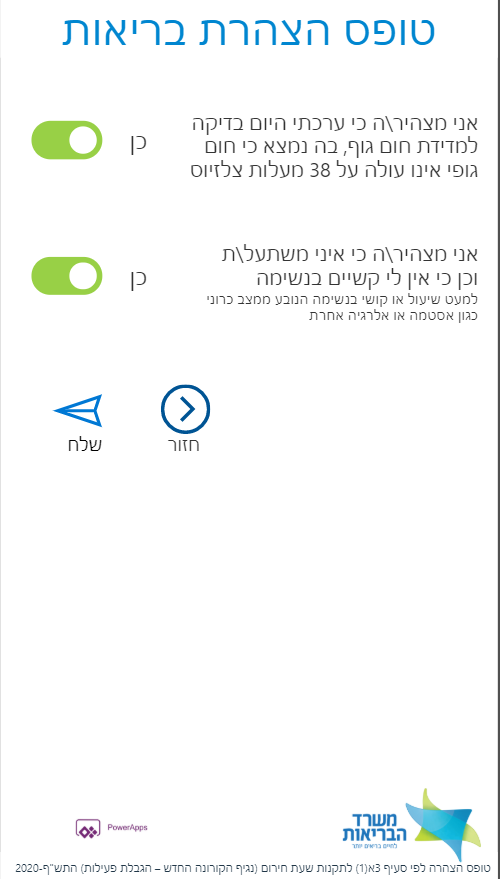 טופס הצהרת בריאות
אני מצהיר\ה כי ערכתי היום בדיקה
למדידת חום גוף, בה נמצא כי חום
גופי אינו עולה על 38 מעלות צלזיוס
כן
אני מצהיר\ה כי איני משתעל\ת
וכן כי אין לי קשיים בנשימה
למעט שיעול או קושי בנשימה הנובע ממצב כרוני
כגון אסטמה או אלרגיה אחרת
כן
חזור
שלח
משרד
הבריאות
לחיים בריאים יותר
PowerApps
טופס הצהרה לפי סעיף 3א(1) לתקנות שעת חירום (נגיף הקורונה החדש – הגבלת פעילות) התש"ף-2020